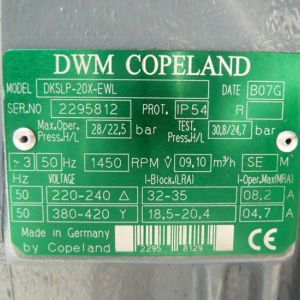 DWM COPELAND
MODEL DKSLP-20X-EWL DATE B07G
SER.NO 2295812 PROT. IP54 R
Max.Oper. Press.H/L 28/22,5 bar TEST. Press.H/L 30,8/24,7 bar
~3 50 Hz 1450 RPM V̇ 09,10 m³/h SE M
Hz VOLTAGE I-Block.(LRA) I-Oper.Max(MRA)
50 220-240 Δ 32-35 08,2 A
50 380-420 Y 18,5-20,4 04,7 A
Made in Germany
by Copeland 2295 8129 CE